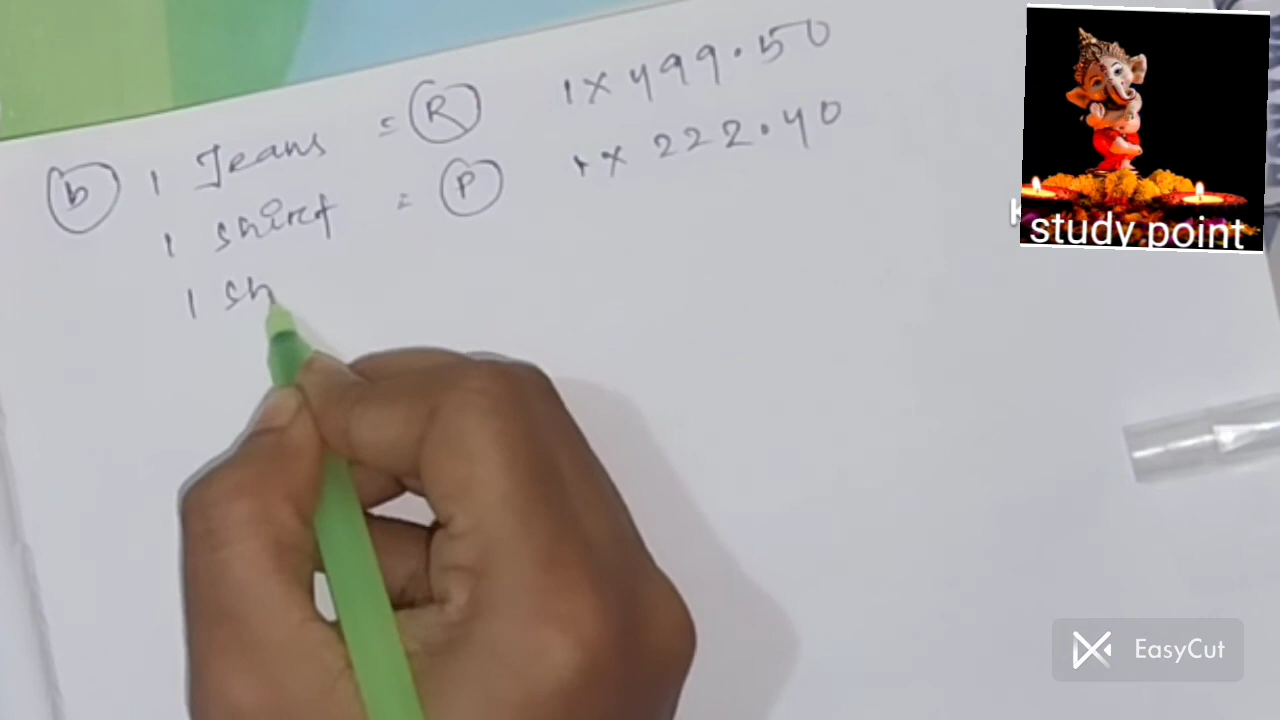 (b) 1 Jeans = (R) 1 x 499.50
1 shirt = (P) 1 x 222.40
1 sh
study point
EasyCut